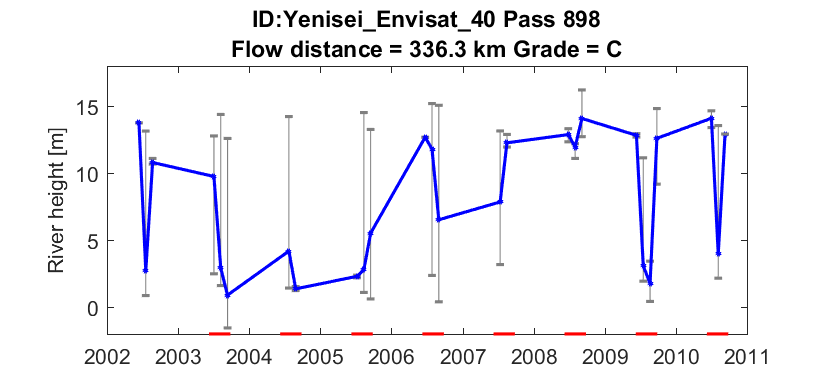 ID:Yenisei_Envisat_40 Pass 898
Flow distance = 336.3 km Grade = C
River height [m]
15
10
5
0
2002 2003 2004 2005 2006 2007 2008 2009 2010 2011